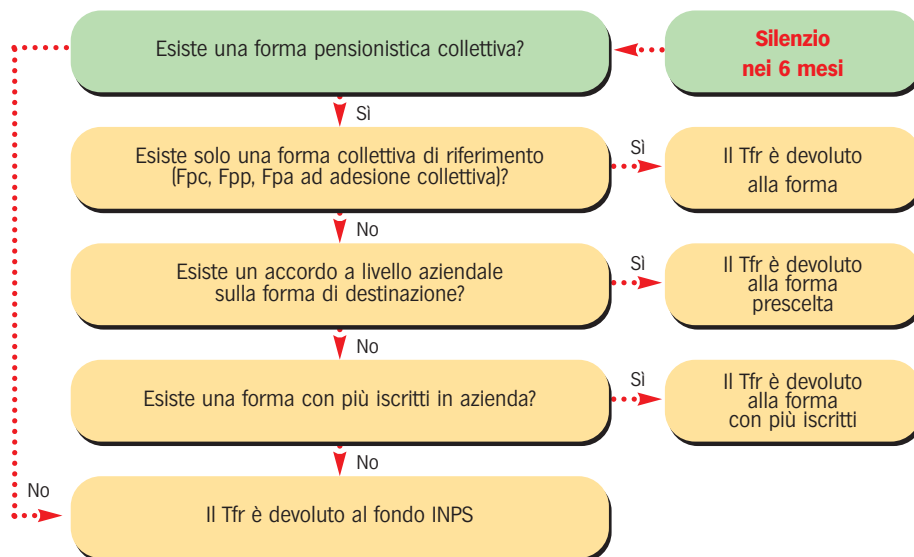 Esiste una forma pensionistica collettiva?
Silenzio
nei 6 mesi
Sì
Esiste solo una forma collettiva di riferimento
(Fpc, Fpp, Fpa ad adesione collettiva)?
Sì
Il Tfr è devoluto
alla forma
No
Esiste un accordo a livello aziendale
sulla forma di destinazione?
Sì
Il Tfr è devoluto
alla forma
prescelta
No
Esiste una forma con più iscritti in azienda?
Sì
Il Tfr è devoluto
alla forma
con più iscritti
No
No
Il Tfr è devoluto al fondo INPS